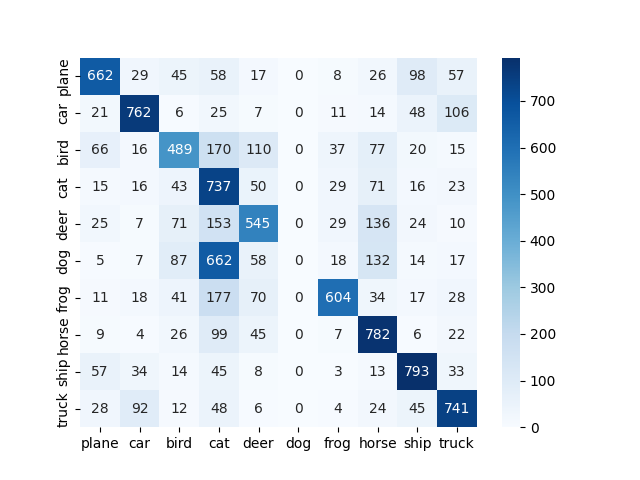 plane 662 29 45 58 17 0 8 26 98 57
car 21 762 6 25 7 0 11 14 48 106
bird 66 16 489 170 110 0 37 77 20 15
cat 15 16 43 737 50 0 29 71 16 23
deer 25 7 71 153 545 0 29 136 24 10
dog 5 7 87 662 58 0 18 132 14 17
frog 11 18 41 177 70 0 604 34 17 28
horse 9 4 26 99 45 0 7 782 6 22
ship 57 34 14 45 8 0 3 13 793 33
truck 28 92 12 48 6 0 4 24 45 741
plane car bird cat deer dog frog horse ship truck
700
600
500
400
300
200
100
0